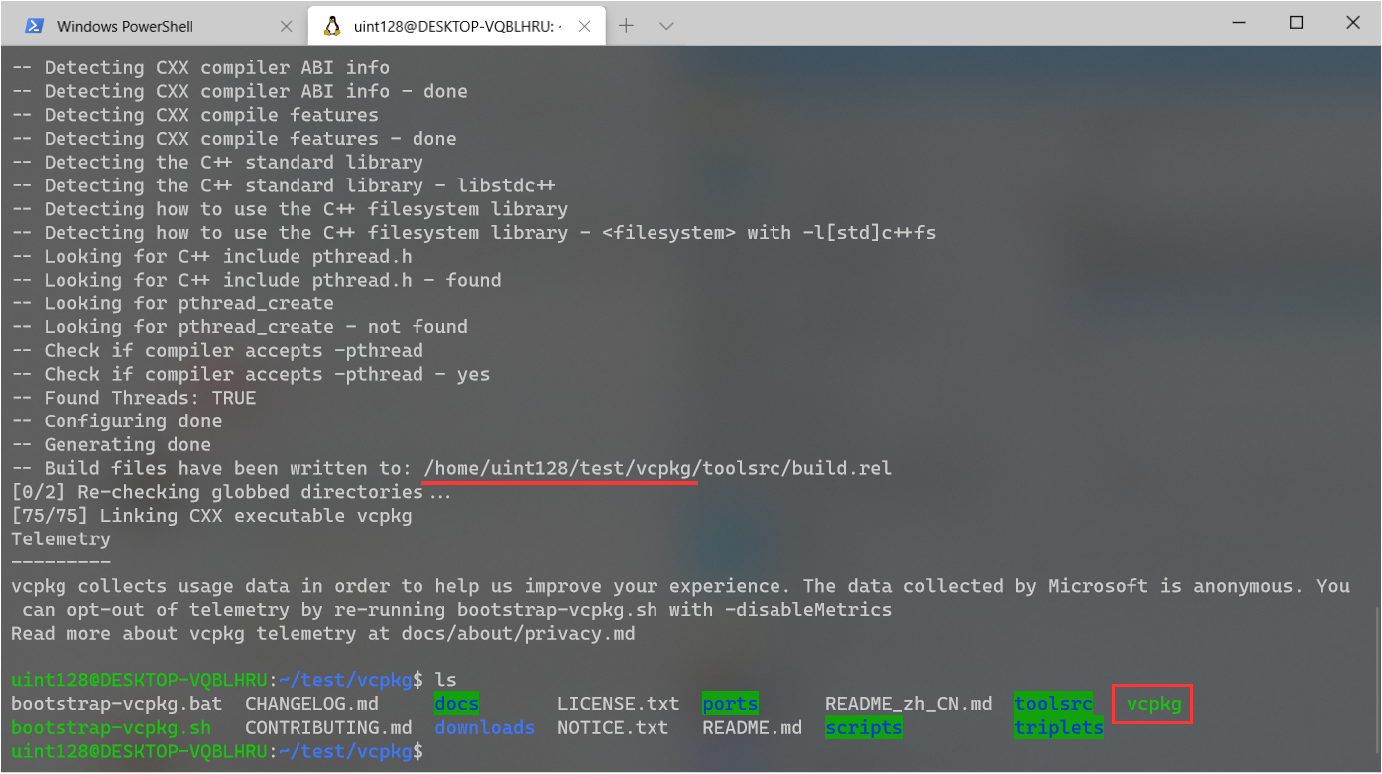 Windows PowerShell
uint128@DESKTOP-VQBLHRU: ~
-- Detecting CXX compiler ABI info
-- Detecting CXX compiler ABI info - done
-- Detecting CXX compile features
-- Detecting CXX compile features - done
-- Detecting the C++ standard library
-- Detecting the C++ standard library - libstdc++
-- Detecting how to use the C++ filesystem library
-- Detecting how to use the C++ filesystem library - <filesystem> with -l[std]c++fs
-- Looking for C++ include pthread.h
-- Looking for C++ include pthread.h - found
-- Looking for pthread_create
-- Looking for pthread_create - not found
-- Check if compiler accepts -pthread
-- Check if compiler accepts -pthread - yes
-- Found Threads: TRUE
-- Configuring done
-- Generating done
-- Build files have been written to: /home/uint128/test/vcpkg/toolsrc/build.rel
[0/2] Re-checking globbed directories...
[75/75] Linking CXX executable vcpkg
Telemetry
---------
vcpkg collects usage data in order to help us improve your experience. The data collected by Microsoft is anonymous. You
can opt-out of telemetry by re-running bootstrap-vcpkg.sh with -disableMetrics
Read more about vcpkg telemetry at docs/about/privacy.md
uint128@DESKTOP-VQBLHRU:~/test/vcpkg$ ls
bootstrap-vcpkg.bat CHANGELOG.md docs LICENSE.txt ports README_zh_CN.md toolsrc vcpkg
bootstrap-vcpkg.sh CONTRIBUTING.md downloads NOTICE.txt README.md scripts triplets
uint128@DESKTOP-VQBLHRU:~/test/vcpkg$